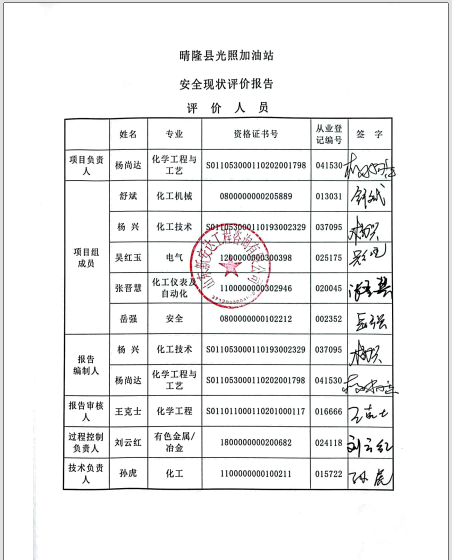 晴隆县光照加油站
安全现状评价报告
评 价 人 员
姓名 专业 资格证书号 从业登记编号 签 字
项目负责人 杨尚达 化学工程与工艺 S011053000110202001798 041530 杨尚达
项目组成员 舒斌 化工机械 0800000000205889 013031 舒斌
杨 兴 化工技术 S011053000110193002329 037095 杨兴
吴红玉 电气 1200000000300398 025175
张晋慧 化工仪表及自动化 1100000000302946 020045
岳强 安全 0800000000102212 002352 岳强
报告编制人 杨 兴 化工技术 S011053000110193002329 037095 杨兴
杨尚达 化学工程与工艺 S011053000110202001798 041530 杨尚达
报告审核人 王克士 化学工程 S011011000110201000117 016666 王克士
过程控制负责人 刘云红 有色金属/冶金 1800000000200682 024118 刘云红
技术负责人 孙虎 化工 1100000000100211 015722 孙虎